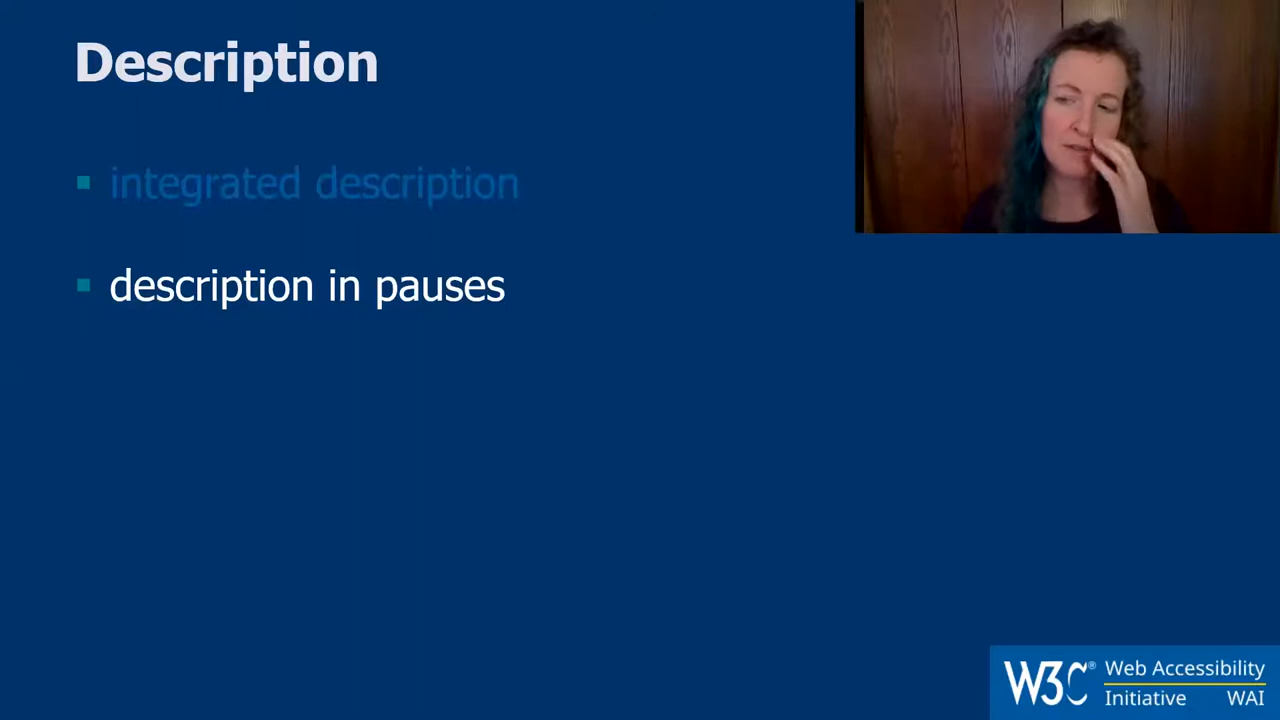 Description
integrated description
description in pauses
W3C® Web Accessibility
Initiative WAI